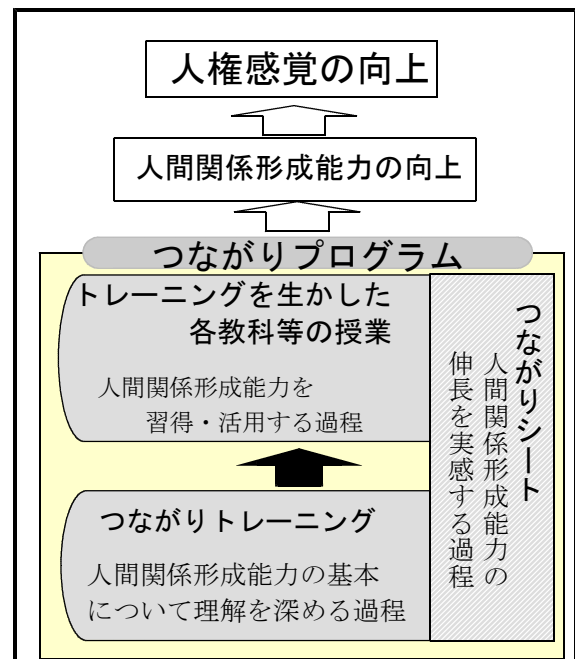 人権感覚の向上
人間関係形成能力の向上
つながりプログラム
トレーニングを生かした
各教科等の授業
人間関係形成能力を
習得・活用する過程
つながりトレーニング
人間関係形成能力の基本
について理解を深める過程
つながりシート
人間関係形成能力の
伸長を実感する過程